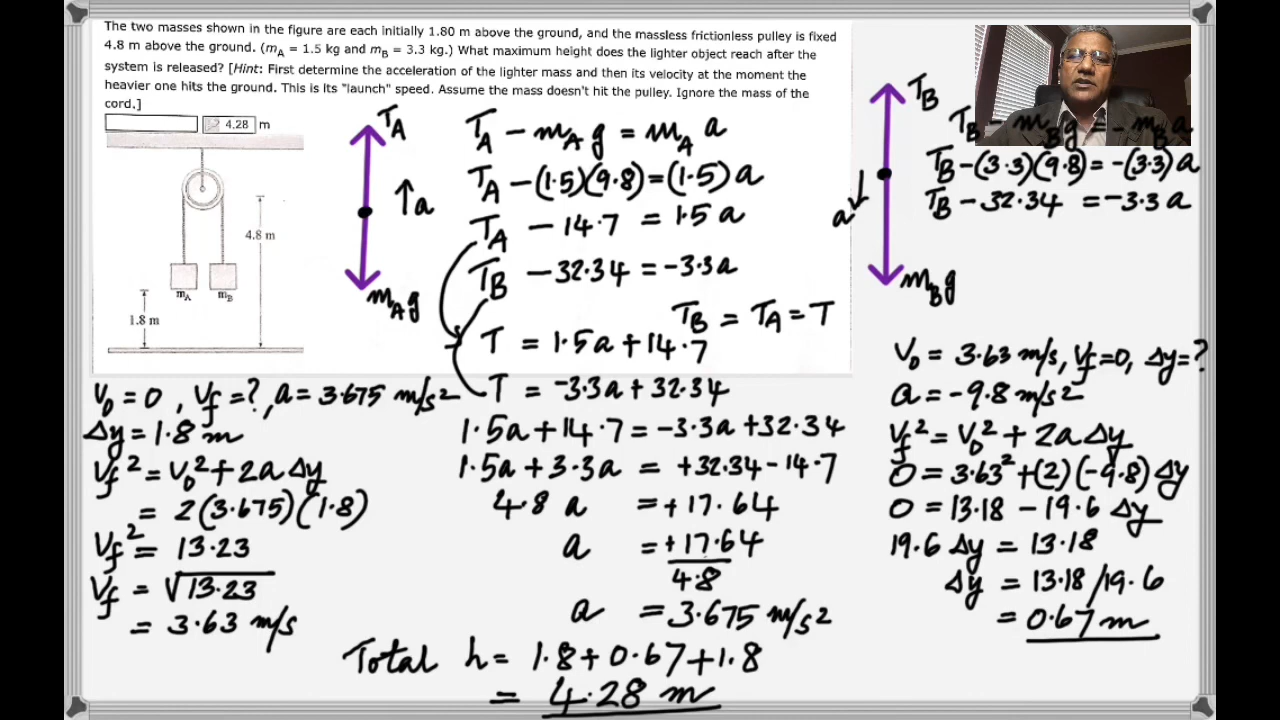 The two masses shown in the figure are each initially 1.80 m above the ground, and the massless frictionless pulley is fixed
4.8 m above the ground. (mA = 1.5 kg and mB = 3.3 kg.) What maximum height does the lighter object reach after the
system is released? [Hint: First determine the acceleration of the lighter mass and then its velocity at the moment the
heavier one hits the ground. This is its "launch" speed. Assume the mass doesn't hit the pulley. Ignore the mass of the
cord.]
4.28 m
4.8 m
mA mB
1.8 m
TA
↑a
mAg
TA - mAg = mA a
TA - (1.5)(9.8) = (1.5)a
TA - 14.7 = 1.5a
TB - 32.34 = -3.3a
TB = TA = T
T = 1.5a + 14.7
T = -3.3a + 32.34
1.5a + 14.7 = -3.3a + 32.34
1.5a + 3.3a = +32.34 - 14.7
4.8 a = +17.64
a = +17.64
4.8
a = 3.675 m/s²
TB
a↓
mBg
TB - mBg = -mB a
TB - (3.3)(9.8) = -(3.3)a
TB - 32.34 = -3.3a
V0 = 0, Vf = ?, a = 3.675 m/s²
Δy = 1.8 m
Vf² = V0² + 2aΔy
= 2(3.675)(1.8)
Vf² = 13.23
Vf = √13.23
= 3.63 m/s
V0 = 3.63 m/s, Vf = 0, Δy = ?
a = -9.8 m/s²
Vf² = V0² + 2aΔy
0 = 3.63² + (2)(-9.8)Δy
0 = 13.18 - 19.6 Δy
19.6 Δy = 13.18
Δy = 13.18/19.6
= 0.67 m
Total h = 1.8 + 0.67 + 1.8
= 4.28 m